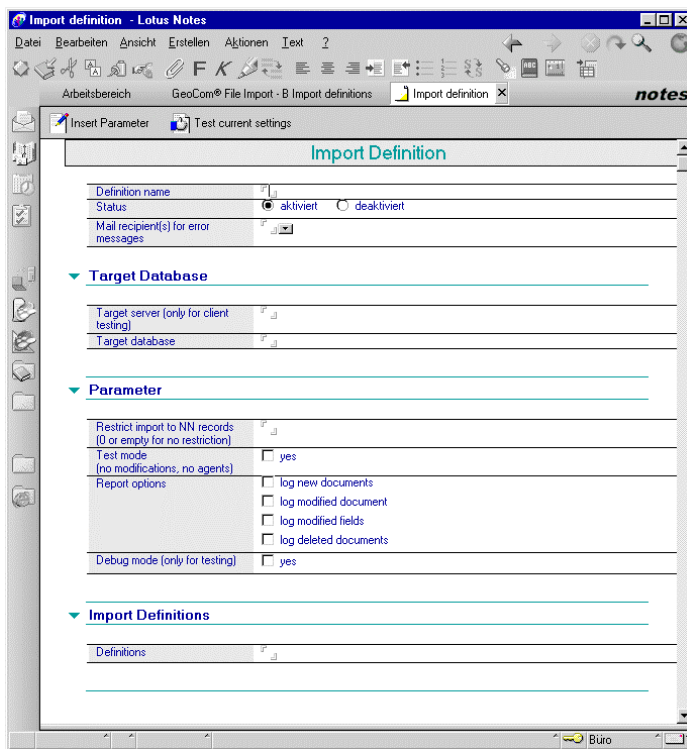 Import definition - Lotus Notes
Datei Bearbeiten Ansicht Erstellen Aktionen Text ?
F K
Arbeitsbereich GeoCom® File Import - B Import definitions Import definition notes
Insert Parameter Test current settings
Import Definition
Definition name
Status aktiviert deaktiviert
Mail recipient(s) for error
messages
Target Database
Target server (only for client
testing)
Target database
Parameter
Restrict import to NN records
(0 or empty for no restriction)
Test mode yes
(no modifications, no agents)
Report options log new documents
log modified document
log modified fields
log deleted documents
Debug mode (only for testing) yes
Import Definitions
Definitions
Büro